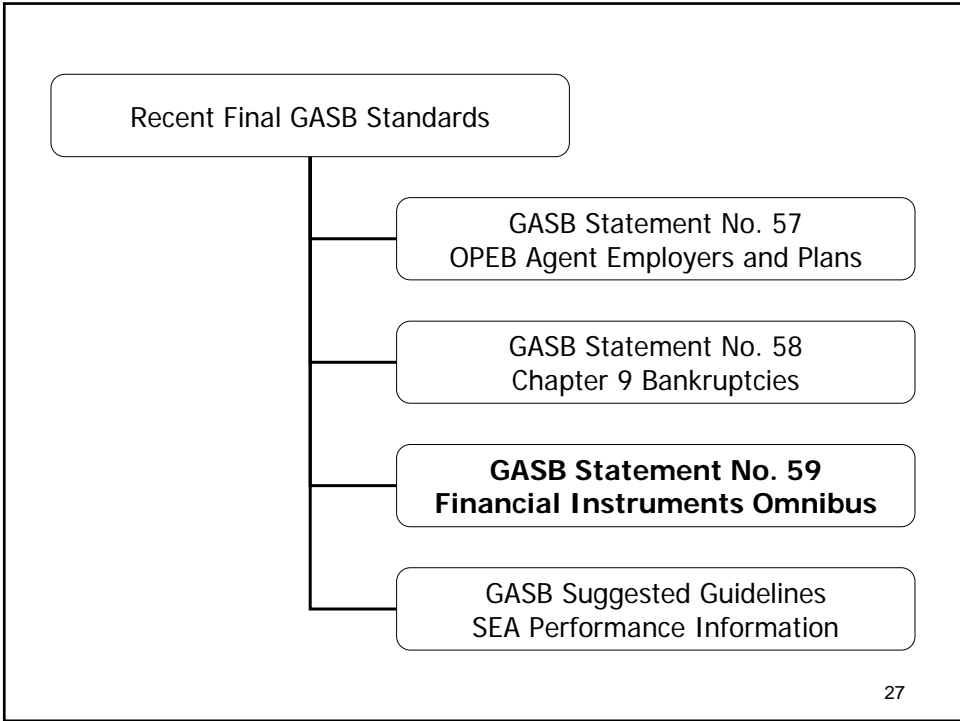 Recent Final GASB Standards
GASB Statement No. 57
OPEB Agent Employers and Plans
GASB Statement No. 58
Chapter 9 Bankruptcies
GASB Statement No. 59
Financial Instruments Omnibus
GASB Suggested Guidelines
SEA Performance Information
27